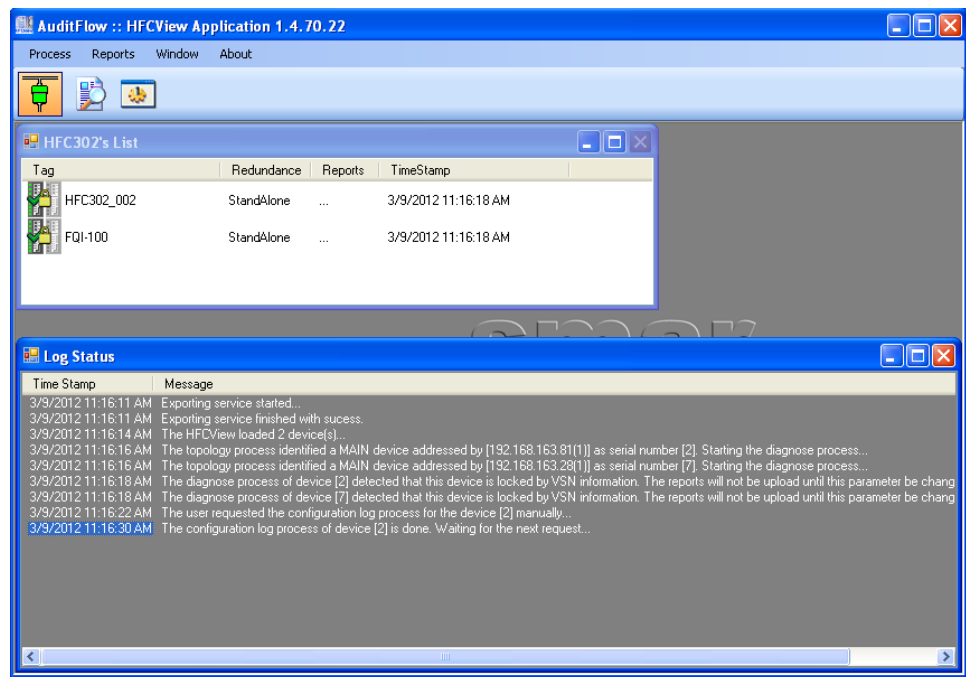 AuditFlow :: HFCView Application 1.4.70.22
Process Reports Window About
HFC302's List
Tag Redundance Reports TimeStamp
HFC302_002 StandAlone ... 3/9/2012 11:16:18 AM
FQI-100 StandAlone ... 3/9/2012 11:16:18 AM
smar
Log Status
Time Stamp Message
3/9/2012 11:16:11 AM Exporting service started...
3/9/2012 11:16:11 AM Exporting service finished with sucess.
3/9/2012 11:16:14 AM The HFCView loaded 2 device(s)...
3/9/2012 11:16:16 AM The topology process identified a MAIN device addressed by [192.168.163.81(1)] as serial number [2]. Starting the diagnose process...
3/9/2012 11:16:16 AM The topology process identified a MAIN device addressed by [192.168.163.28(1)] as serial number [7]. Starting the diagnose process...
3/9/2012 11:16:18 AM The diagnose process of device [2] detected that this device is locked by VSN information. The reports will not be upload until this parameter be chang
3/9/2012 11:16:18 AM The diagnose process of device [7] detected that this device is locked by VSN information. The reports will not be upload until this parameter be chang
3/9/2012 11:16:22 AM The user requested the configuration log process for the device [2] manually...
3/9/2012 11:16:30 AM The configuration log process of device [2] is done. Waiting for the next request...